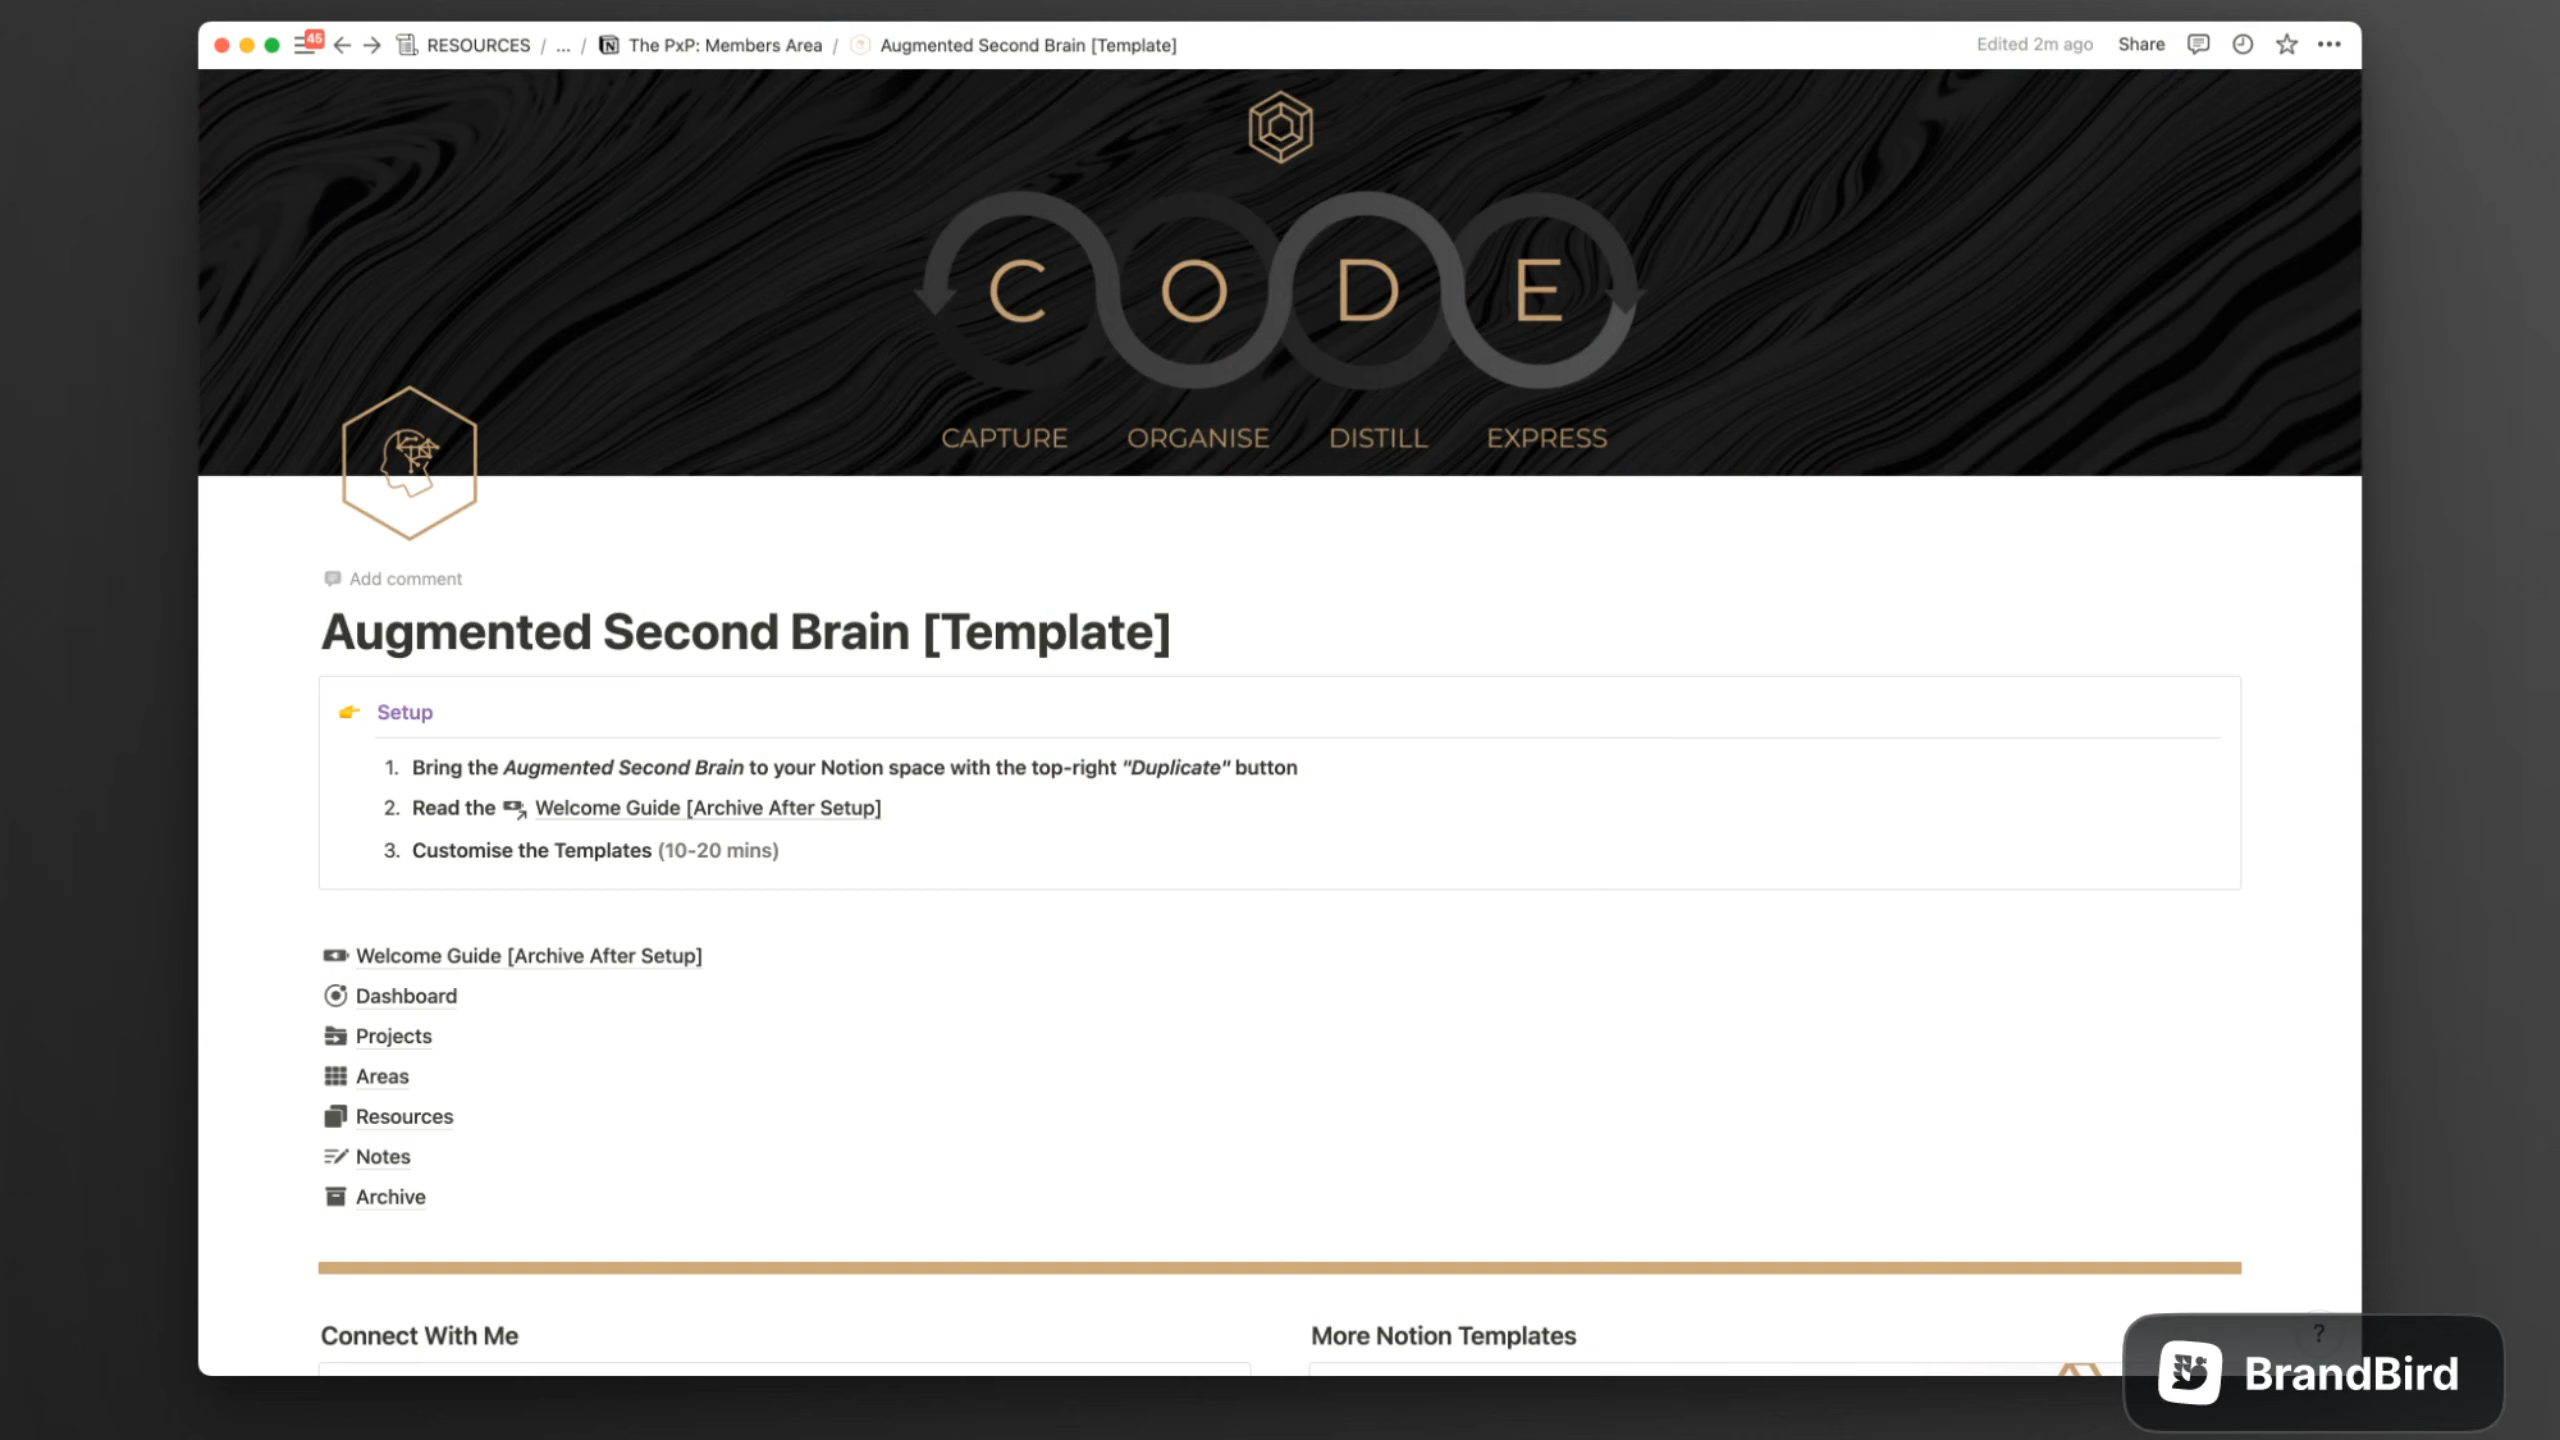 45 RESOURCES / ... / The PxP: Members Area / Augmented Second Brain [Template] Edited 2m ago Share
C O D E
CAPTURE ORGANISE DISTILL EXPRESS
Add comment
Augmented Second Brain [Template]
Setup
1. Bring the Augmented Second Brain to your Notion space with the top-right "Duplicate" button
2. Read the Welcome Guide [Archive After Setup]
3. Customise the Templates (10-20 mins)
Welcome Guide [Archive After Setup]
Dashboard
Projects
Areas
Resources
Notes
Archive
Connect With Me
More Notion Templates
?
BrandBird